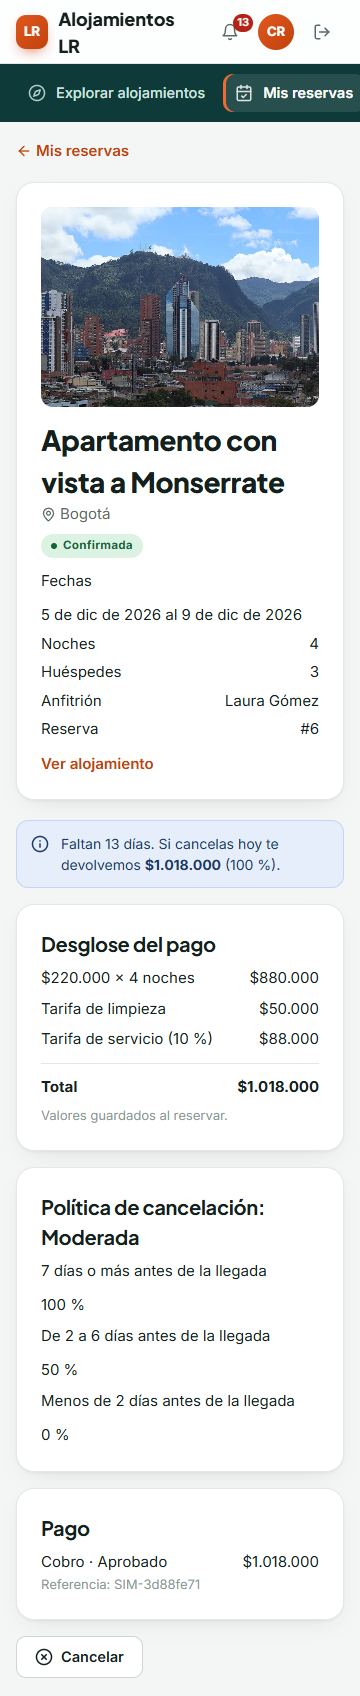 LR
Alojamientos
LR
13
CR
Explorar alojamientos
Mis reservas
← Mis reservas
Apartamento con
vista a Monserrate
Bogotá
Confirmada
Fechas
5 de dic de 2026 al 9 de dic de 2026
Noches 4
Huéspedes 3
Anfitrión Laura Gómez
Reserva #6
Ver alojamiento
Faltan 13 días. Si cancelas hoy te
devolvemos $1.018.000 (100 %).
Desglose del pago
$220.000 × 4 noches $880.000
Tarifa de limpieza $50.000
Tarifa de servicio (10 %) $88.000
Total $1.018.000
Valores guardados al reservar.
Política de cancelación:
Moderada
7 días o más antes de la llegada
100 %
De 2 a 6 días antes de la llegada
50 %
Menos de 2 días antes de la llegada
0 %
Pago
Cobro · Aprobado $1.018.000
Referencia: SIM-3d88fe71
Cancelar